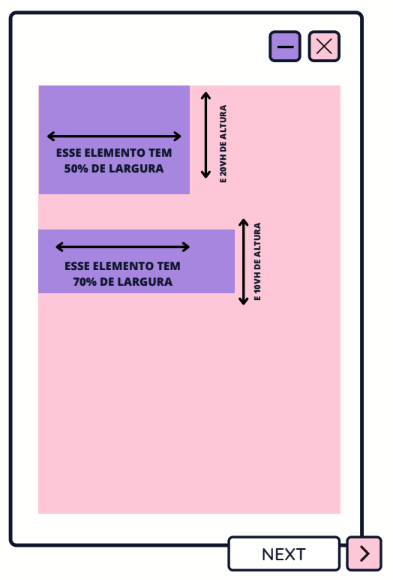 ESSE ELEMENTO TEM
50% DE LARGURA
E 20VH DE ALTURA
ESSE ELEMENTO TEM
70% DE LARGURA
E 10VH DE ALTURA
NEXT